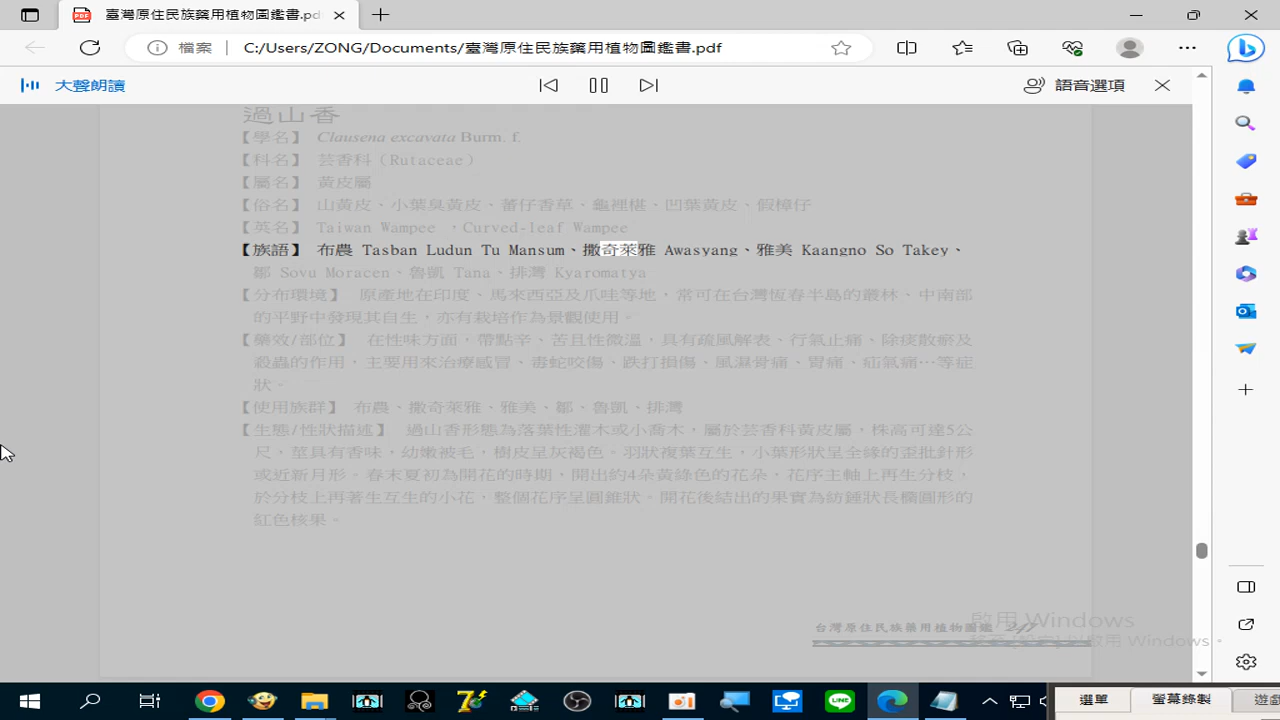 臺灣原住民族藥用植物圖鑑書.pdf
檔案 C:/Users/ZONG/Documents/臺灣原住民族藥用植物圖鑑書.pdf
大聲朗讀
語音選項
過山香
【學名】 Clausena excavata Burm. f.
【科名】 芸香科（Rutaceae）
【屬名】 黃皮屬
【俗名】 山黃皮、小葉臭黃皮、蕃仔香草、龜裡椹、凹葉黃皮、假樟仔
【英名】 Taiwan Wampee ，Curved-leaf Wampee
【族語】 布農 Tasban Ludun Tu Mansum、撒奇萊雅 Awasyang、雅美 Kaangno So Takey、
鄒 Sovu Moracen、魯凱 Tana、排灣 Kyaromatya
【分布環境】 原產地在印度、馬來西亞及爪哇等地，常可在台灣恆春半島的叢林、中南部
的平野中發現其自生，亦有栽培作為景觀使用。
【藥效/部位】 在性味方面，帶點辛、苦且性微溫，具有疏風解表、行氣止痛、除痰散瘀及
殺蟲的作用，主要用來治療感冒、毒蛇咬傷、跌打損傷、風濕骨痛、胃痛、疝氣痛…等症
狀。
【使用族群】 布農、撒奇萊雅、雅美、鄒、魯凱、排灣
【生態/性狀描述】 過山香形態為落葉性灌木或小喬木，屬於芸香科黃皮屬，株高可達5公
尺，莖具有香味，幼嫩被毛，樹皮呈灰褐色。羽狀複葉互生，小葉形狀呈全緣的歪批針形
或近新月形。春末夏初為開花的時期，開出約4朵黃綠色的花朵，花序主軸上再生分枝，
於分枝上再著生互生的小花，整個花序呈圓錐狀。開花後結出的果實為紡錘狀長橢圓形的
紅色核果。
台灣原住民族藥用植物圖鑑 247
啟用 Windows
移至 [設定] 以啟用 Windows。
選單
螢幕錄製